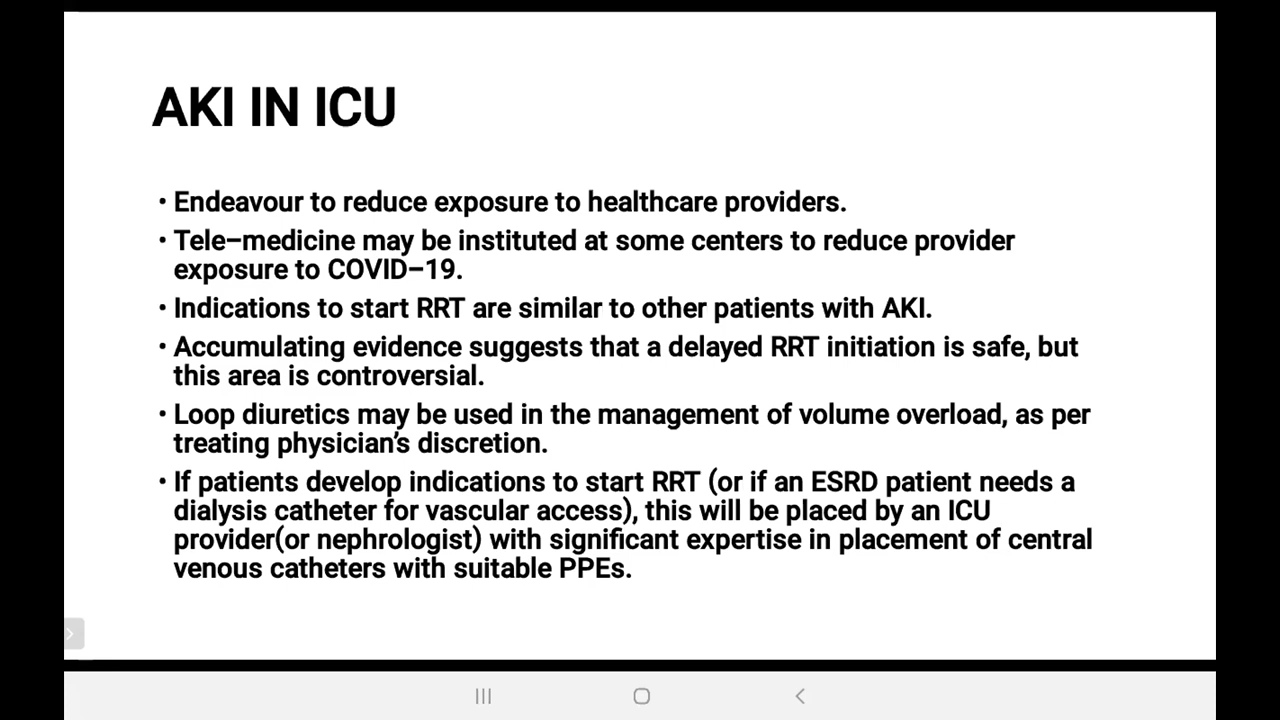 AKI IN ICU
• Endeavour to reduce exposure to healthcare providers.
• Tele–medicine may be instituted at some centers to reduce provider
exposure to COVID–19.
• Indications to start RRT are similar to other patients with AKI.
• Accumulating evidence suggests that a delayed RRT initiation is safe, but
this area is controversial.
• Loop diuretics may be used in the management of volume overload, as per
treating physician’s discretion.
• If patients develop indications to start RRT (or if an ESRD patient needs a
dialysis catheter for vascular access), this will be placed by an ICU
provider(or nephrologist) with significant expertise in placement of central
venous catheters with suitable PPEs.